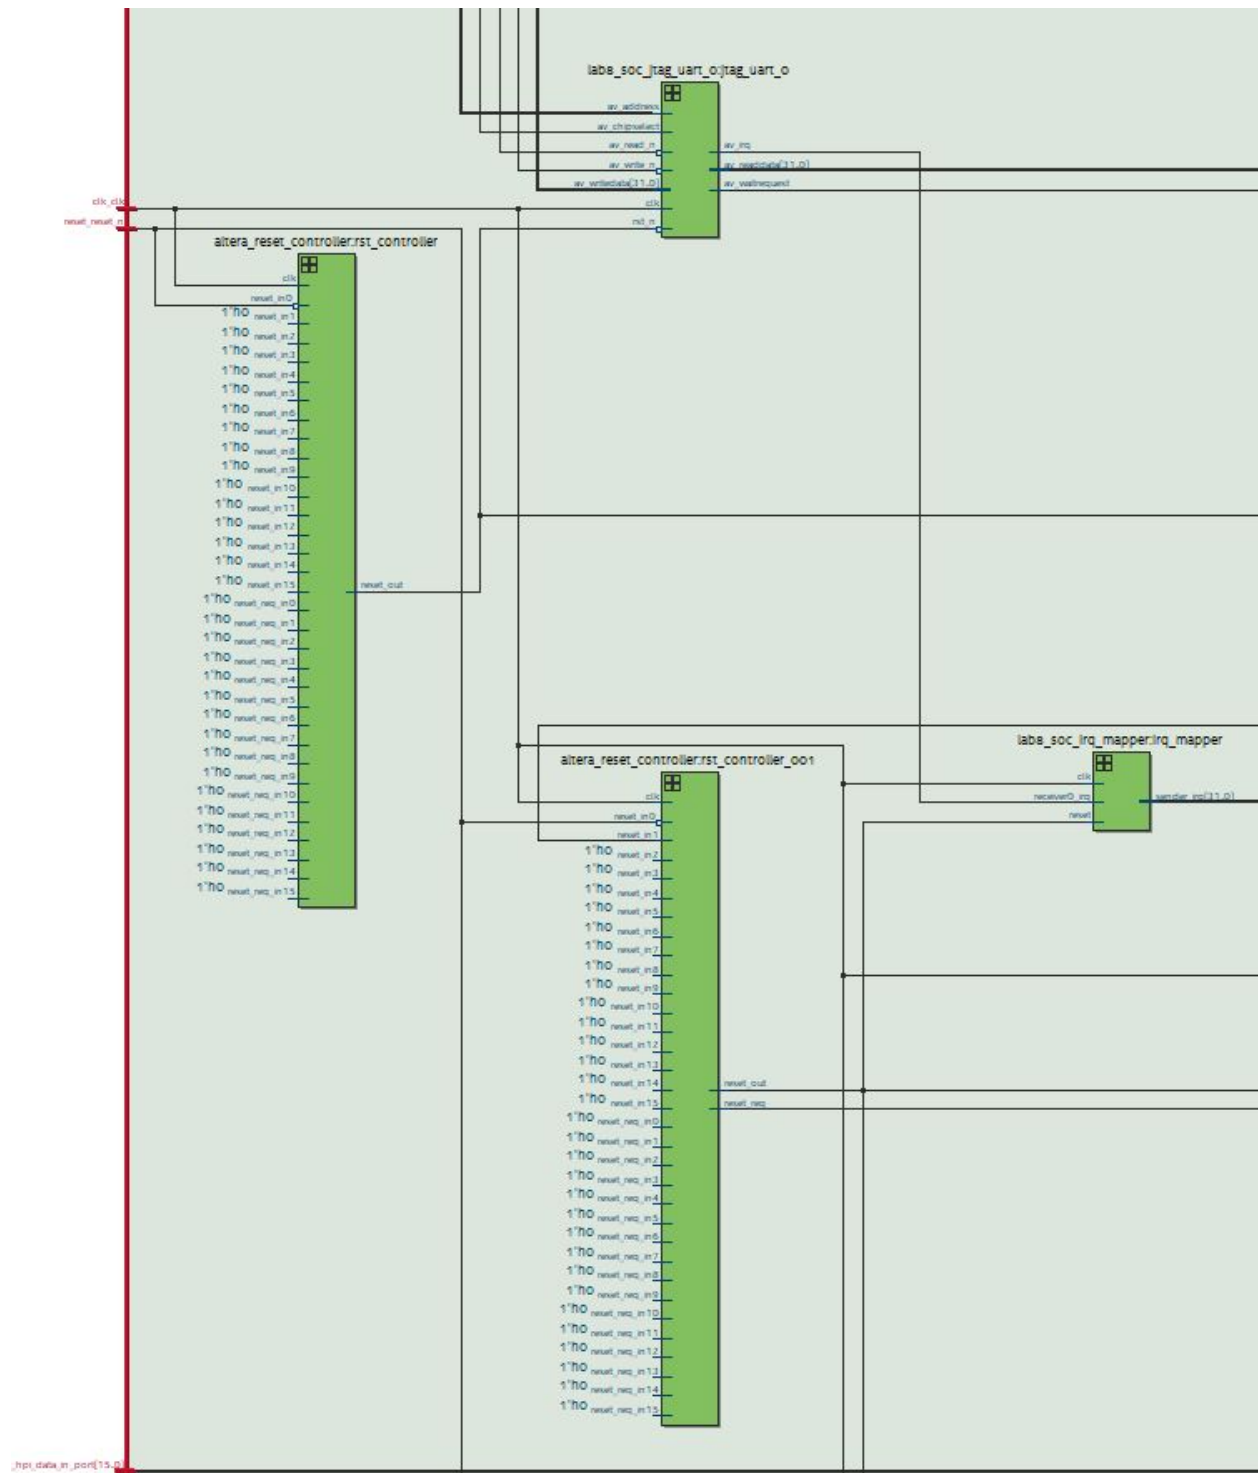 lab8_soc_jtag_uart_0:jtag_uart_0
av_address
av_chipselect
av_read_n
av_write_n
av_writedata[31..0]
clk
rst_n
av_irq
av_readdata[31..0]
av_waitrequest
clk_clk
reset_reset_n
altera_reset_controller:rst_controller
clk
reset_in0
1'h0 reset_in1
1'h0 reset_in2
1'h0 reset_in3
1'h0 reset_in4
1'h0 reset_in5
1'h0 reset_in6
1'h0 reset_in7
1'h0 reset_in8
1'h0 reset_in9
1'h0 reset_in10
1'h0 reset_in11
1'h0 reset_in12
1'h0 reset_in13
1'h0 reset_in14
1'h0 reset_in15
1'h0 reset_req_in0
1'h0 reset_req_in1
1'h0 reset_req_in2
1'h0 reset_req_in3
1'h0 reset_req_in4
1'h0 reset_req_in5
1'h0 reset_req_in6
1'h0 reset_req_in7
1'h0 reset_req_in8
1'h0 reset_req_in9
1'h0 reset_req_in10
1'h0 reset_req_in11
1'h0 reset_req_in12
1'h0 reset_req_in13
1'h0 reset_req_in14
1'h0 reset_req_in15
reset_out
altera_reset_controller:rst_controller_001
clk
reset_in0
reset_in1
1'h0 reset_in2
1'h0 reset_in3
1'h0 reset_in4
1'h0 reset_in5
1'h0 reset_in6
1'h0 reset_in7
1'h0 reset_in8
1'h0 reset_in9
1'h0 reset_in10
1'h0 reset_in11
1'h0 reset_in12
1'h0 reset_in13
1'h0 reset_in14
1'h0 reset_in15
1'h0 reset_req_in0
1'h0 reset_req_in1
1'h0 reset_req_in2
1'h0 reset_req_in3
1'h0 reset_req_in4
1'h0 reset_req_in5
1'h0 reset_req_in6
1'h0 reset_req_in7
1'h0 reset_req_in8
1'h0 reset_req_in9
1'h0 reset_req_in10
1'h0 reset_req_in11
1'h0 reset_req_in12
1'h0 reset_req_in13
1'h0 reset_req_in14
1'h0 reset_req_in15
reset_out
reset_req
lab8_soc_irq_mapper:irq_mapper
clk
receiver0_irq
reset
sender_irq[31..0]
_hpi_data_in_port[15..0]